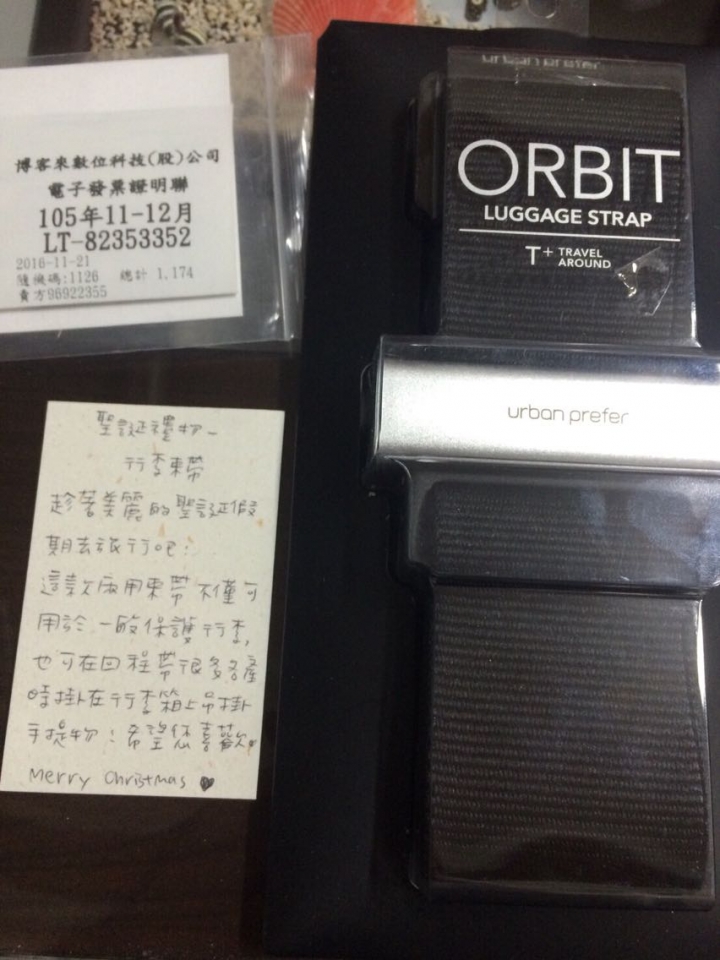 博客來數位科技(股)公司
電子發票證明聯
105年11-12月
LT-82353352
2016-11-21
隨機碼:1126 總計 1,174
賣方96922355
聖誕禮物-
行李束帶
趁著美麗的聖誕假
期去旅行吧!
這款兩用束帶不僅可
用於一般保護行李,
也可在回程帶很多名產
時掛在行李箱上吊掛
手提物!希望您喜歡。
Merry Christmas ♥
urban prefer
ORBIT
LUGGAGE STRAP
T+ TRAVEL
AROUND
urban prefer